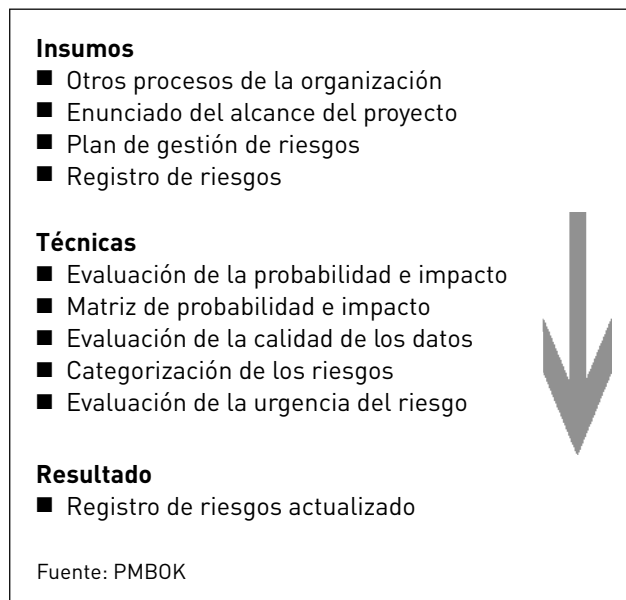 Insumos
■ Otros procesos de la organización
■ Enunciado del alcance del proyecto
■ Plan de gestión de riesgos
■ Registro de riesgos
Técnicas
■ Evaluación de la probabilidad e impacto
■ Matriz de probabilidad e impacto
■ Evaluación de la calidad de los datos
■ Categorización de los riesgos
■ Evaluación de la urgencia del riesgo
Resultado
■ Registro de riesgos actualizado
Fuente: PMBOK